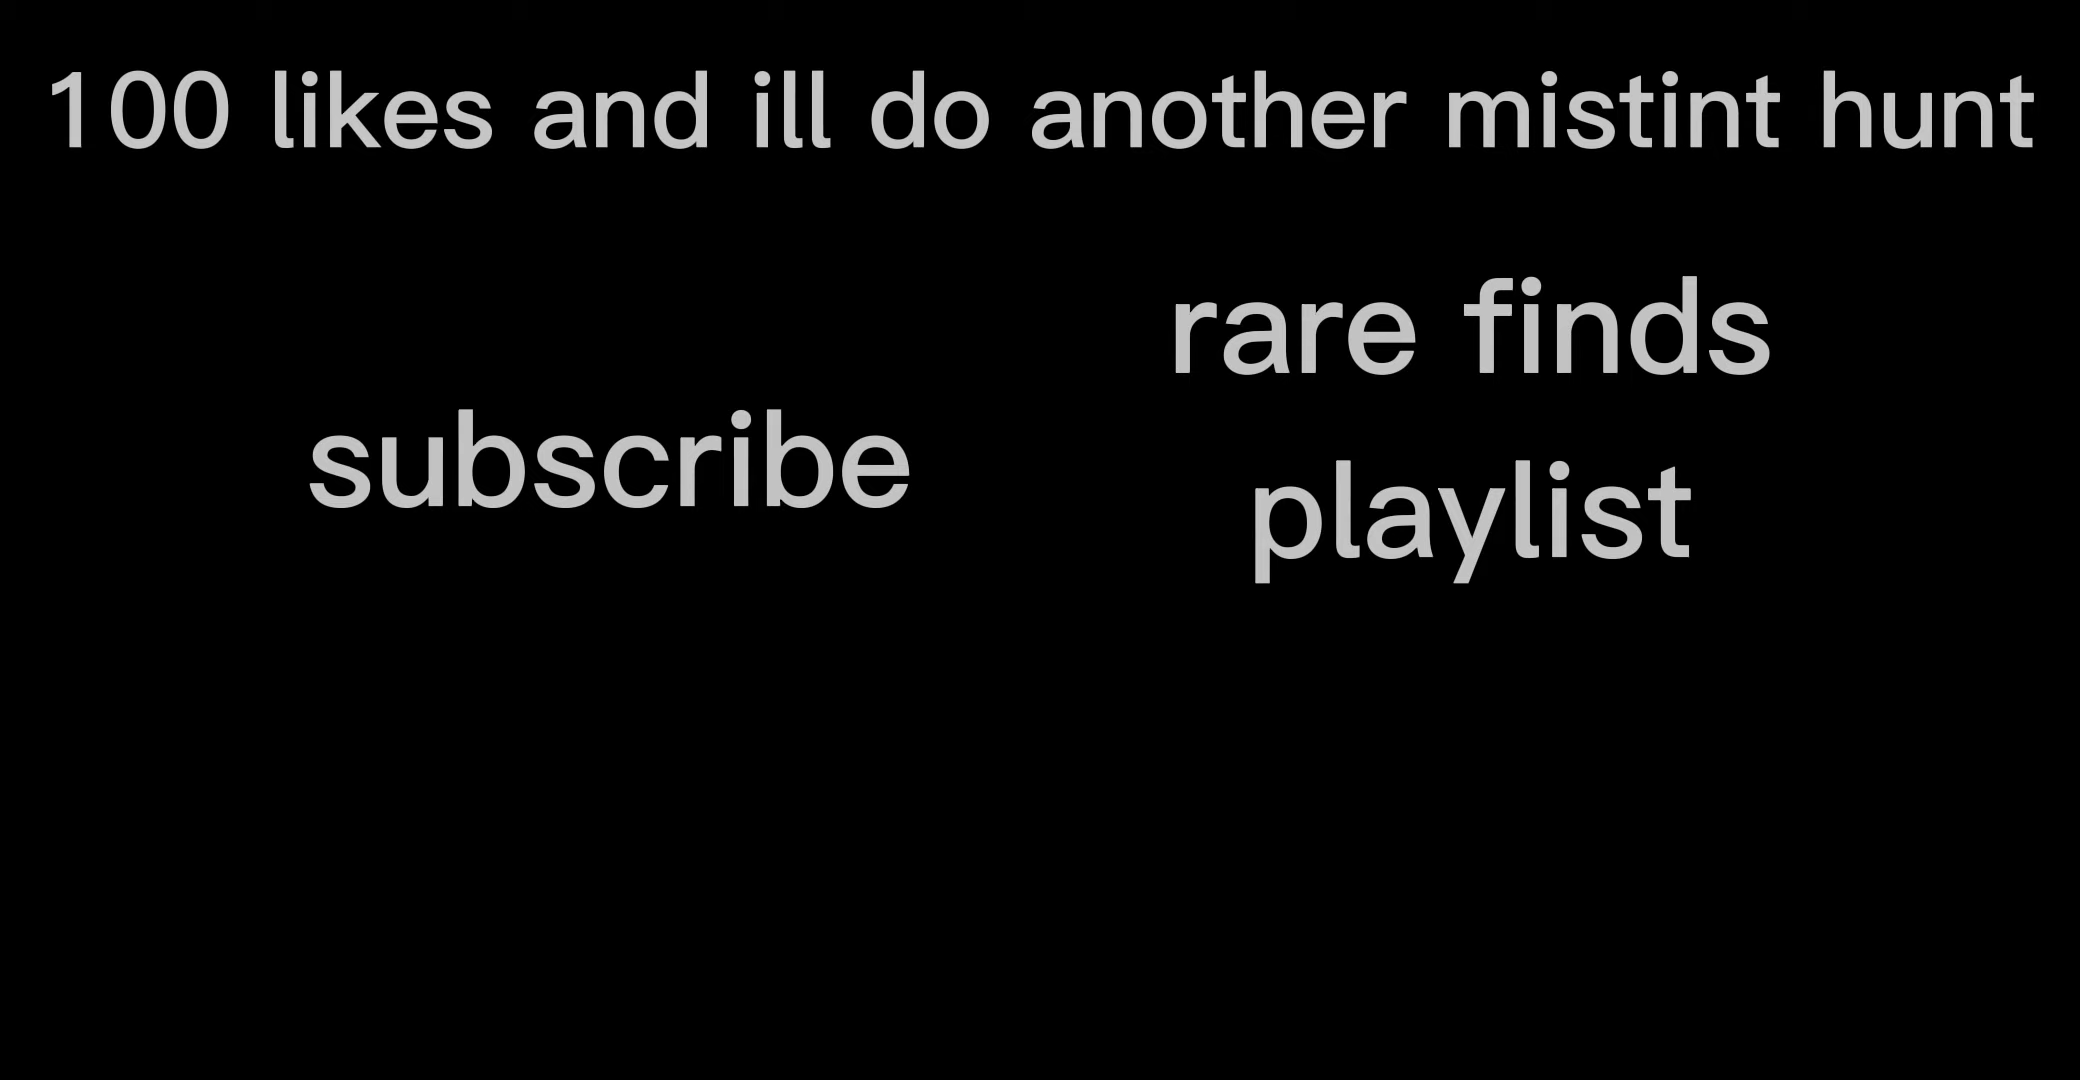 100 likes and ill do another mistint hunt
subscribe
rare finds
playlist